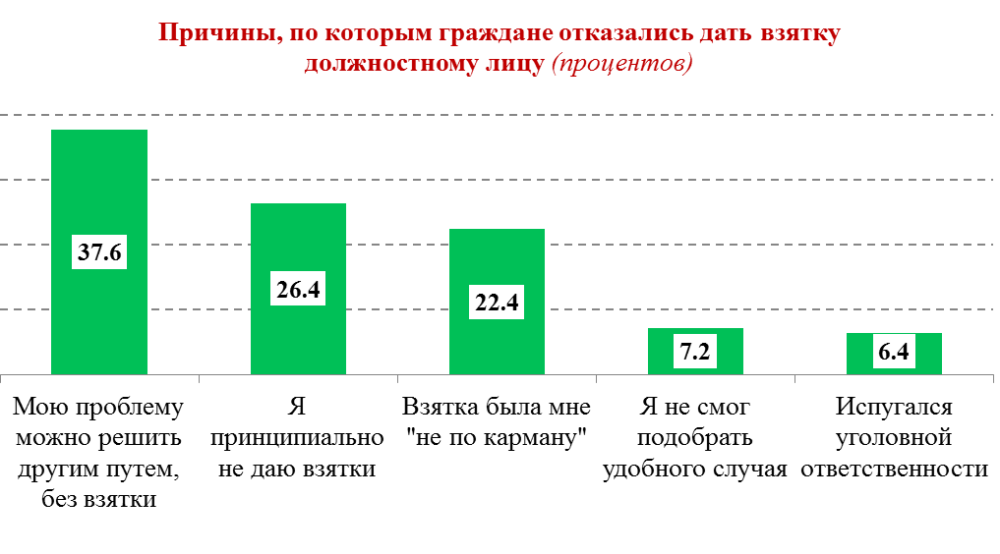 Причины, по которым граждане отказались дать взятку
должностному лицу (процентов)
37.6
26.4
22.4
7.2
6.4
Мою проблему
можно решить
другим путем,
без взятки
Я
принципиально
не даю взятки
Взятка была мне
"не по карману"
Я не смог
подобрать
удобного случая
Испугался
уголовной
ответственности